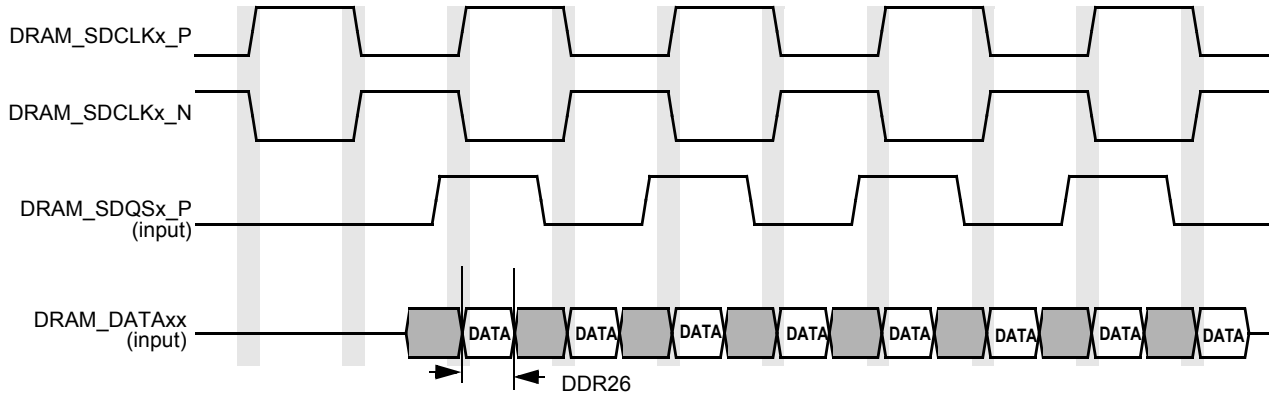 DRAM_SDCLKx_P
DRAM_SDCLKx_N
DRAM_SDQSx_P
(input)
DRAM_DATAxx
(input)
DATA DATA DATA DATA DATA DATA DATA DATA
DDR26